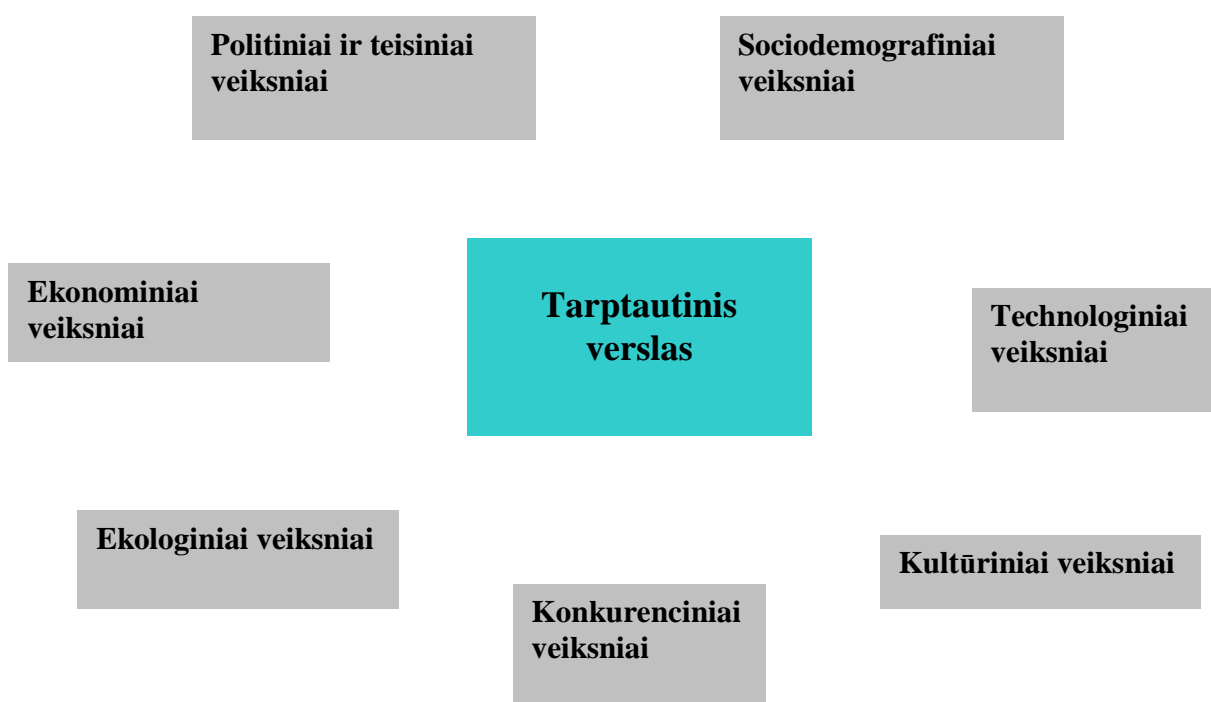 Politiniai ir teisiniai
veiksniai
Sociodemografiniai
veiksniai
Ekonominiai
veiksniai
Tarptautinis
verslas
Technologiniai
veiksniai
Ekologiniai veiksniai
Kultūriniai veiksniai
Konkurenciniai
veiksniai